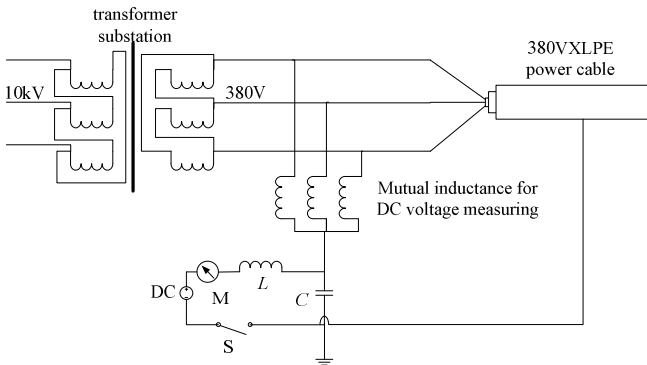 transformer
substation
380VXLPE
power cable
10kV
380V
Mutual inductance for
DC voltage measuring
DC
M
L
C
S